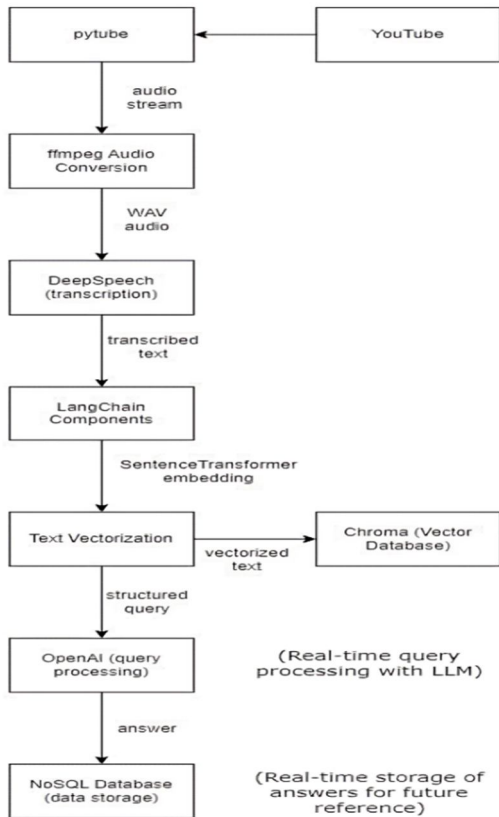 pytube
YouTube
audio
stream
ffmpeg Audio
Conversion
WAV
audio
DeepSpeech
(transcription)
transcribed
text
LangChain
Components
SentenceTransformer
embedding
Text Vectorization
vectorized
text
Chroma (Vector
Database)
structured
query
OpenAI (query
processing)
(Real-time query
processing with LLM)
answer
NoSQL Database
(data storage)
(Real-time storage of
answers for future
reference)